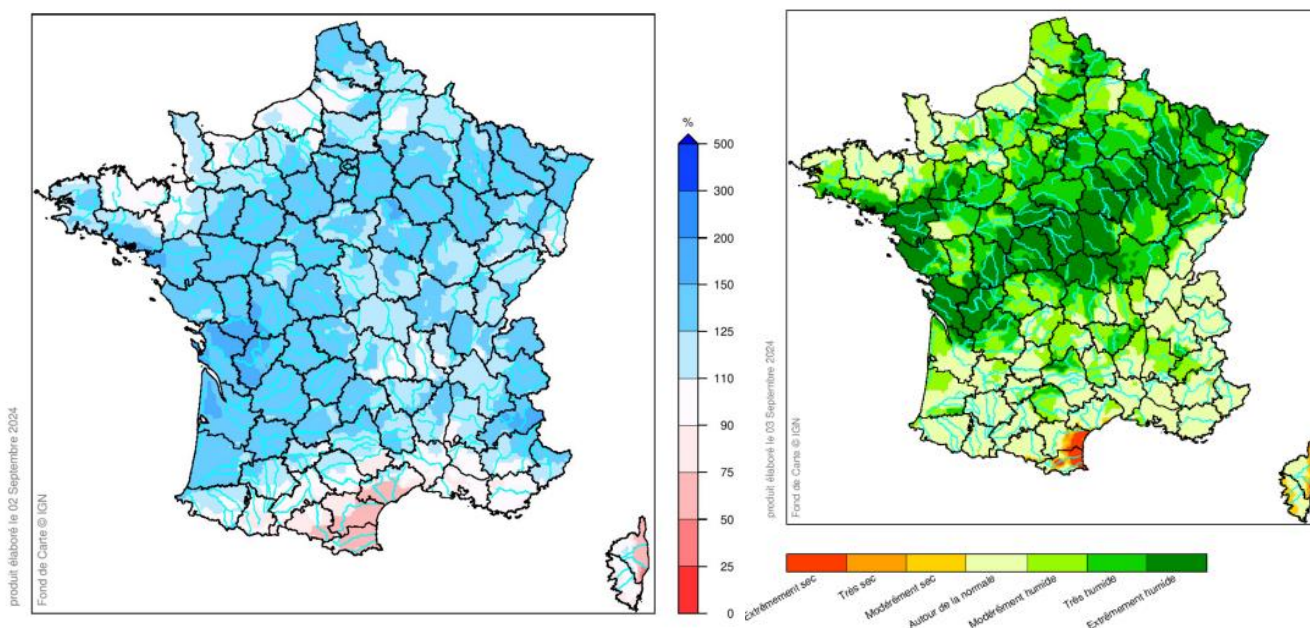 produit élaboré le 02 Septembre 2024
Fond de Carte © IGN
%
500
300
200
150
125
110
90
75
50
25
0
produit élaboré le 03 Septembre 2024
Fond de Carte © IGN
Extrêmement sec
Très sec
Modérément sec
Autour de la normale
Modérément humide
Très humide
Extrêmement humide